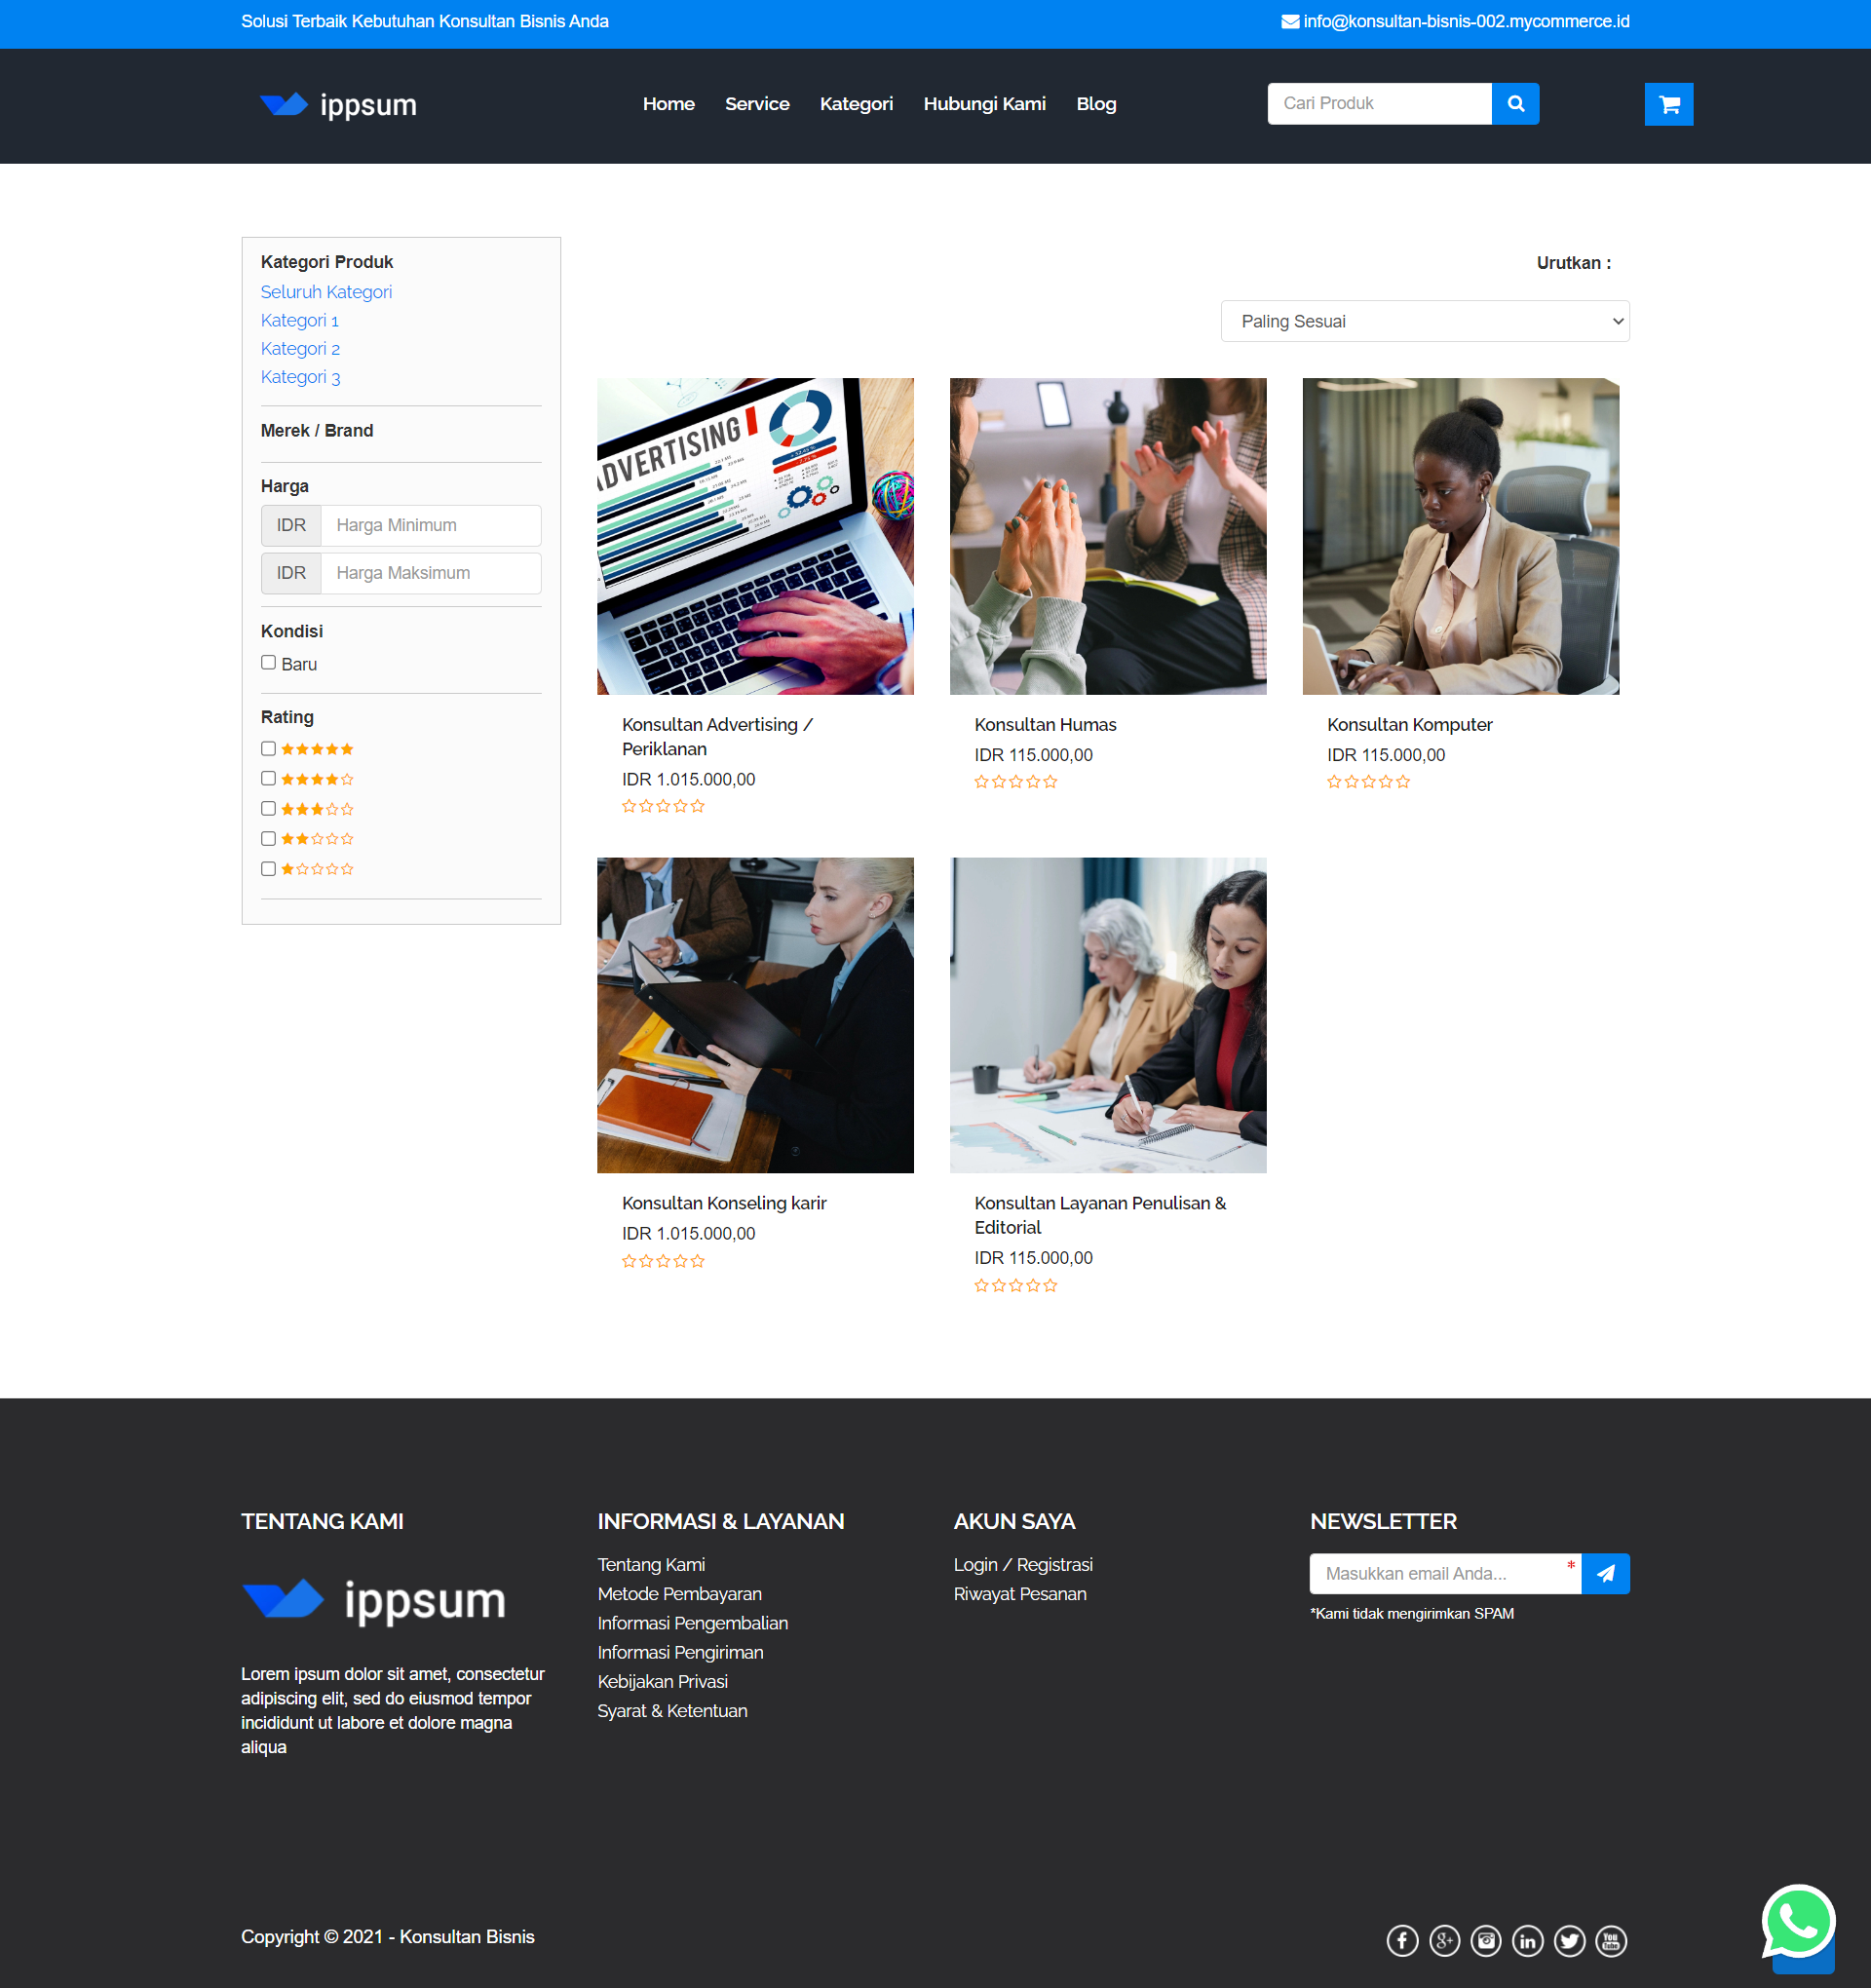 Solusi Terbaik Kebutuhan Konsultan Bisnis Anda
info@konsultan-bisnis-002.mycommerce.id
ippsum
Home
Service
Kategori
Hubungi Kami
Blog
Cari Produk
Kategori Produk
Seluruh Kategori
Kategori 1
Kategori 2
Kategori 3
Merek / Brand
Harga
IDR Harga Minimum
IDR Harga Maksimum
Kondisi
Baru
Rating
Urutkan :
Paling Sesuai
ADVERTISING
Konsultan Advertising /
Periklanan
IDR 1.015.000,00
Konsultan Humas
IDR 115.000,00
Konsultan Komputer
IDR 115.000,00
Konsultan Konseling karir
IDR 1.015.000,00
Konsultan Layanan Penulisan &
Editorial
IDR 115.000,00
TENTANG KAMI
ippsum
Lorem ipsum dolor sit amet, consectetur
adipiscing elit, sed do eiusmod tempor
incididunt ut labore et dolore magna
aliqua
INFORMASI & LAYANAN
Tentang Kami
Metode Pembayaran
Informasi Pengembalian
Informasi Pengiriman
Kebijakan Privasi
Syarat & Ketentuan
AKUN SAYA
Login / Registrasi
Riwayat Pesanan
NEWSLETTER
Masukkan email Anda... *
*Kami tidak mengirimkan SPAM
Copyright © 2021 - Konsultan Bisnis
You
Tube